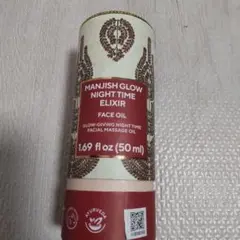 MANJISH GLOW
NIGHT TIME
ELIXIR
FACE OIL
GLOW-GIVING NIGHT TIME
FACIAL MASSAGE OIL
1.69 fl oz (50 ml)
AYURVEDA